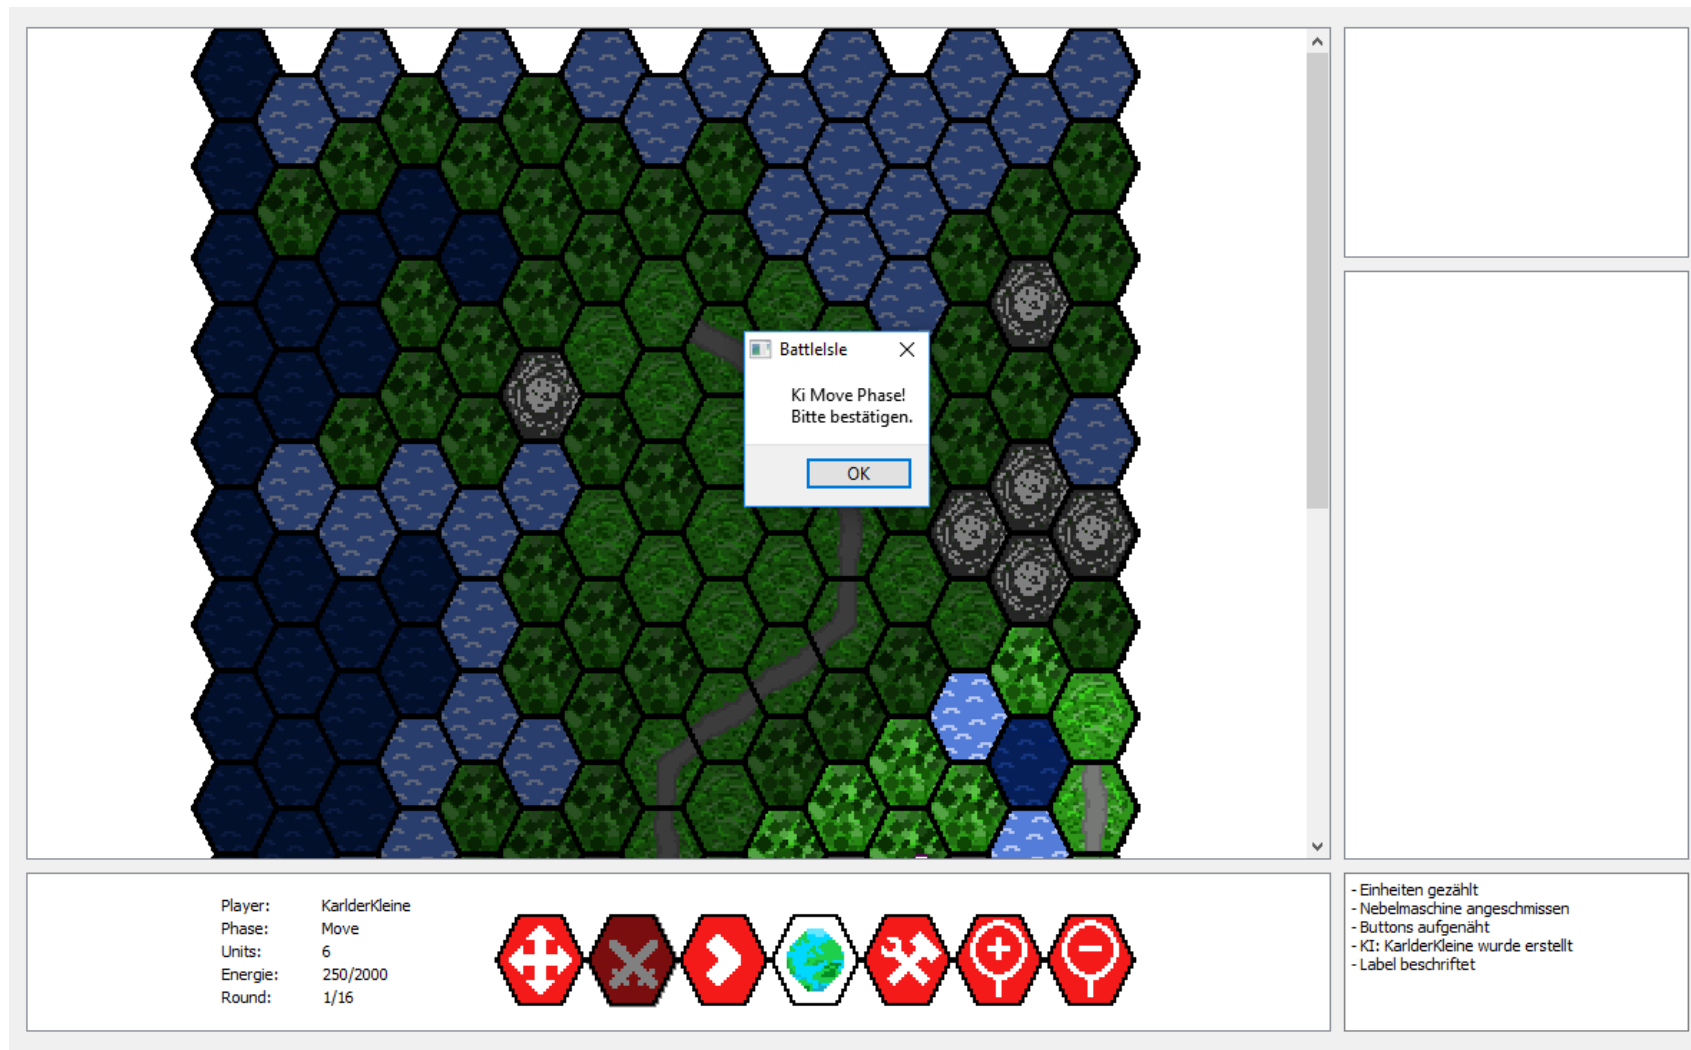 BattleIsle
Ki Move Phase!
Bitte bestätigen.
OK
Player: KarlderKleine
Phase: Move
Units: 6
Energie: 250/2000
Round: 1/16
- Einheiten gezählt
- Nebelmaschine angeschmissen
- Buttons aufgenäht
- KI: KarlderKleine wurde erstellt
- Label beschriftet